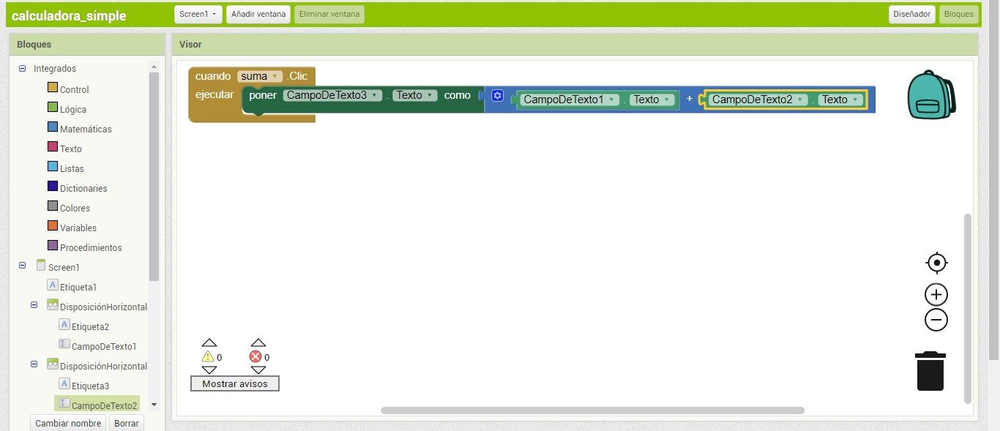 calculadora_simple
Screen1
Añadir ventana
Eliminar ventana
Diseñador
Bloques
Bloques
Visor
Integrados
Control
Lógica
Matemáticas
Texto
Listas
Dictionaries
Colores
Variables
Procedimientos
Screen1
Etiqueta1
DisposiciónHorizontal
Etiqueta2
CampoDeTexto1
DisposiciónHorizontal
Etiqueta3
CampoDeTexto2
Cambiar nombre
Borrar
cuando suma .Clic
ejecutar poner CampoDeTexto3 . Texto como CampoDeTexto1 . Texto + CampoDeTexto2 . Texto
0 0
Mostrar avisos